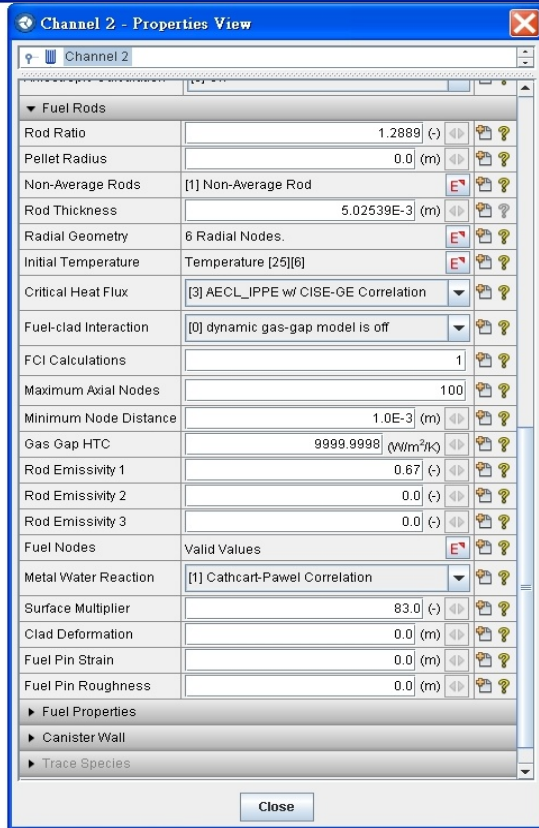 Channel 2 - Properties View
Channel 2
▼ Fuel Rods
Rod Ratio 1.2889 (-)
Pellet Radius 0.0 (m)
Non-Average Rods [1] Non-Average Rod E
Rod Thickness 5.02539E-3 (m)
Radial Geometry 6 Radial Nodes. E
Initial Temperature Temperature [25][6] E
Critical Heat Flux [3] AECL_IPPE w/ CISE-GE Correlation
Fuel-clad Interaction [0] dynamic gas-gap model is off
FCI Calculations 1
Maximum Axial Nodes 100
Minimum Node Distance 1.0E-3 (m)
Gas Gap HTC 9999.9998 (W/m²/K)
Rod Emissivity 1 0.67 (-)
Rod Emissivity 2 0.0 (-)
Rod Emissivity 3 0.0 (-)
Fuel Nodes Valid Values E
Metal Water Reaction [1] Cathcart-Pawel Correlation
Surface Multiplier 83.0 (-)
Clad Deformation 0.0 (m)
Fuel Pin Strain 0.0 (m)
Fuel Pin Roughness 0.0 (m)
▶ Fuel Properties
▶ Canister Wall
▶ Trace Species
Close